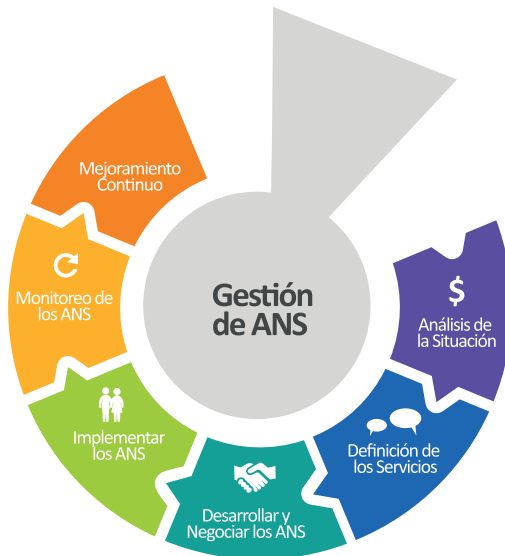 Gestión
de ANS
$
Análisis de
la Situación
Definición de
los Servicios
Desarrollar y
Negociar los ANS
Implementar
los ANS
Monitoreo de
los ANS
Mejoramiento
Continuo